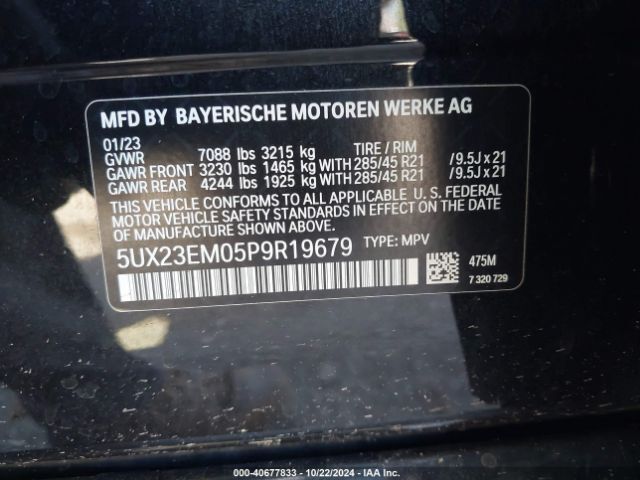 MFD BY BAYERISCHE MOTOREN WERKE AG
01/23
GVWR 7088 lbs 3215 kg TIRE / RIM
GAWR FRONT 3230 lbs 1465 kg WITH 285/45 R21 / 9.5J x 21
GAWR REAR 4244 lbs 1925 kg WITH 285/45 R21 / 9.5J x 21
THIS VEHICLE CONFORMS TO ALL APPLICABLE U.S. FEDERAL
MOTOR VEHICLE SAFETY STANDARDS IN EFFECT ON THE DATE
OF MANUFACTURE SHOWN ABOVE.
5UX23EM05P9R19679 TYPE: MPV
475M
7 320 729
000-40677833 - 10/22/2024 - IAA Inc.